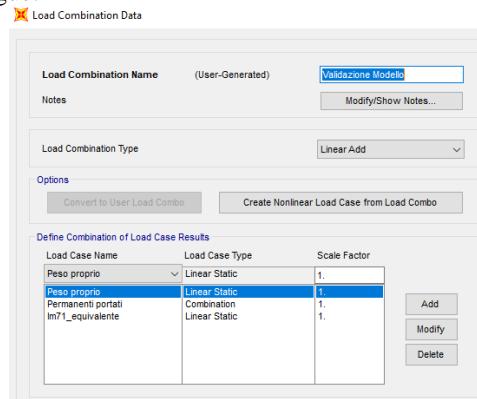 Load Combination Data
Load Combination Name (User-Generated) Validazione Modello
Notes Modify/Show Notes...
Load Combination Type Linear Add
Options
Convert to User Load Combo Create Nonlinear Load Case from Load Combo
Define Combination of Load Case Results
Load Case Name Load Case Type Scale Factor
Peso proprio Linear Static 1.
Peso proprio Linear Static 1.
Permanenti portati Combination 1.
lm71_equivalente Linear Static 1.
Add
Modify
Delete